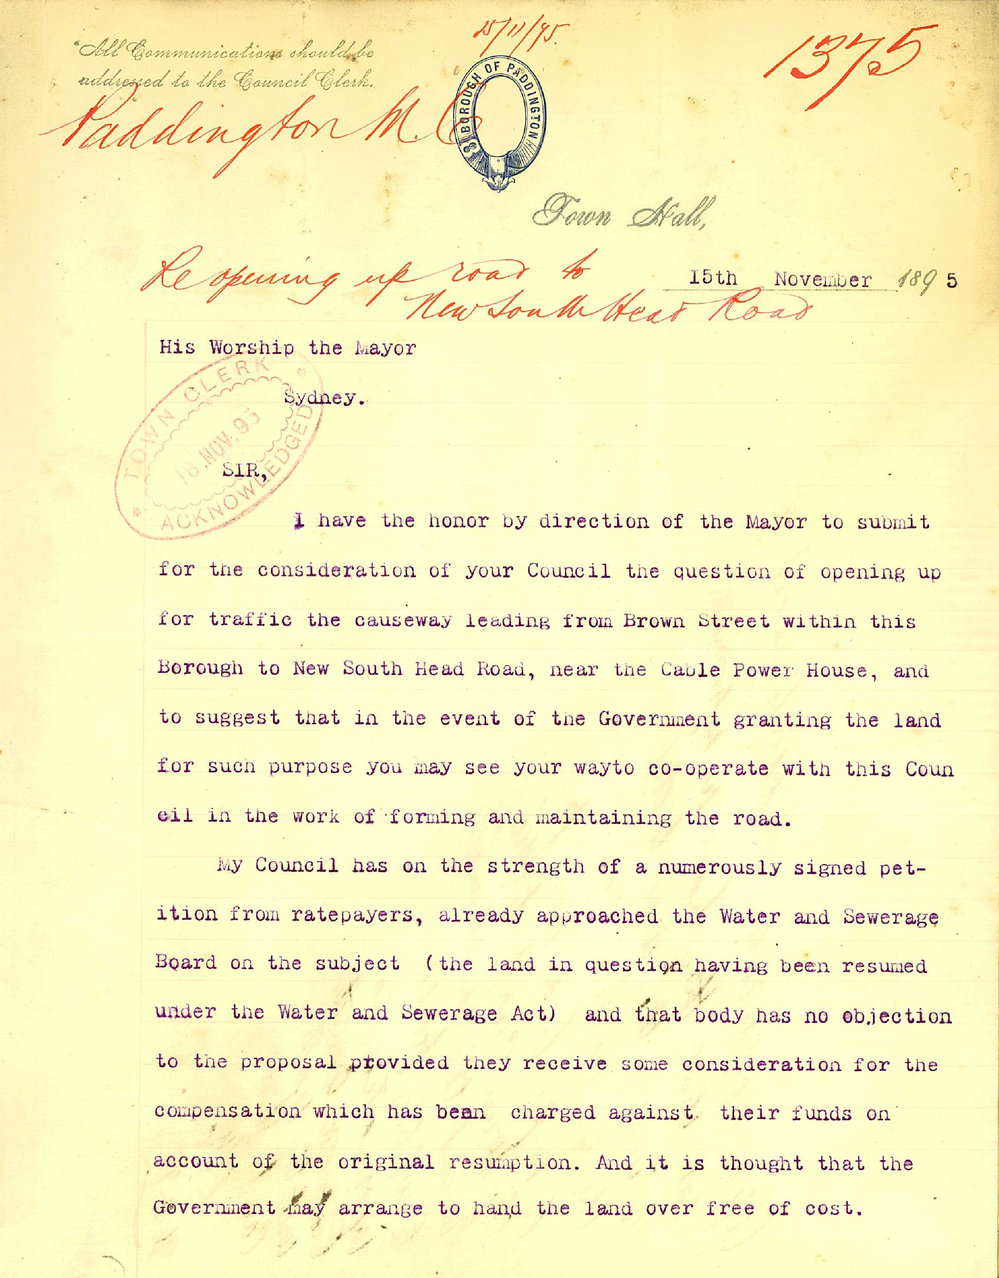 15/11/95.
1375
"All Communications should be
addressed to the Council Clerk.
Paddington M.C
BOROUGH OF PADDINGTON
Town Hall,
Re opening up road to
New South Head Road
15th November 1895
His Worship the Mayor
Sydney.
TOWN CLERK
18.NOV.95
ACKNOWLEDGED
SIR,
I have the honor by direction of the Mayor to submit
for the consideration of your Council the question of opening up
for traffic the causeway leading from Brown Street within this
Borough to New South Head Road, near the Cable Power House, and
to suggest that in the event of the Government granting the land
for such purpose you may see your wayto co-operate with this Coun
cil in the work of forming and maintaining the road.
My Council has on the strength of a numerously signed pet-
ition from ratepayers, already approached the Water and Sewerage
Board on the subject (the land in question having been resumed
under the Water and Sewerage Act) and that body has no objection
to the proposal provided they receive some consideration for the
compensation which has been charged against their funds on
account of the original resumption. And it is thought that the
Government may arrange to hand the land over free of cost.